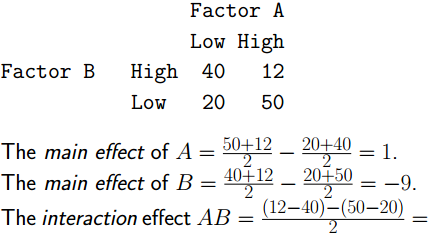 Factor A
Low High
Factor B High 40 12
Low 20 50
The main effect of A = \frac{50+12}{2} − \frac{20+40}{2} = 1.
The main effect of B = \frac{40+12}{2} − \frac{20+50}{2} = −9.
The interaction effect AB = \frac{(12−40)−(50−20)}{2} =